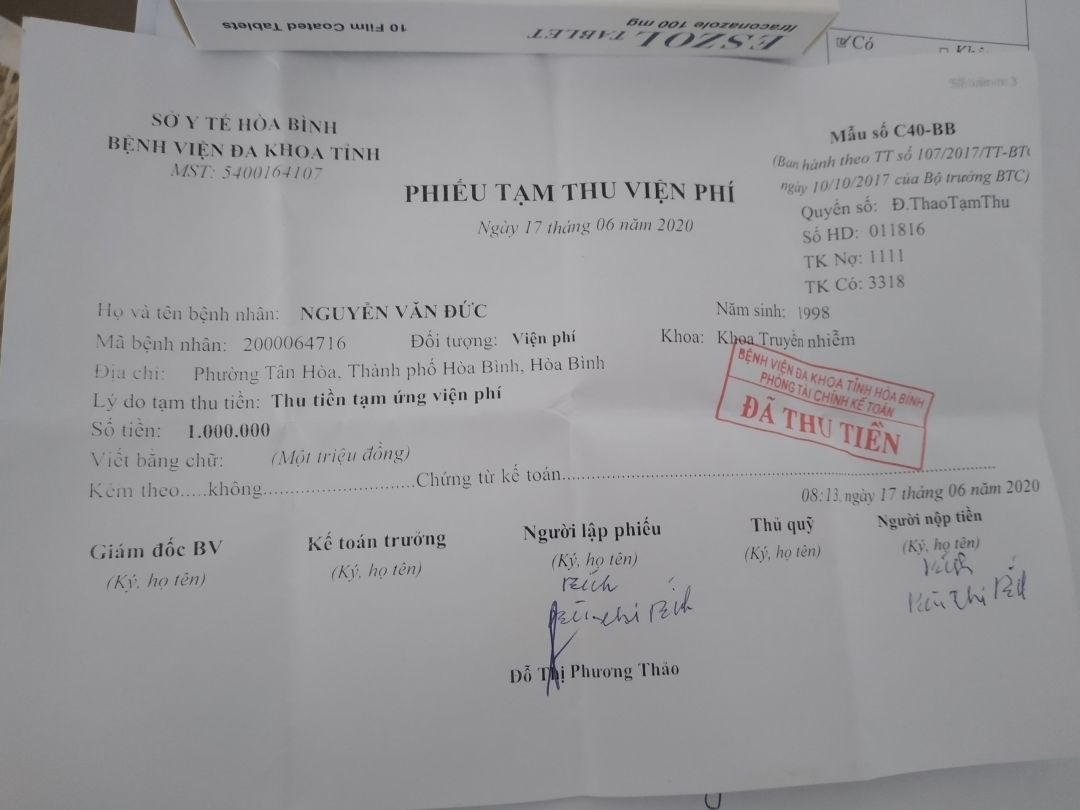 ESZOL TABLET
Itraconazole 100 mg
10 Film Coated Tablets
Có
SỞ Y TẾ HÒA BÌNH
BỆNH VIỆN ĐA KHOA TỈNH
MST: 5400164107
PHIẾU TẠM THU VIỆN PHÍ
Ngày 17 tháng 06 năm 2020
Mẫu số C40-BB
(Ban hành theo TT số 107/2017/TT-BTC
ngày 10/10/2017 của Bộ trưởng BTC)
Quyển số: Đ.ThaoTạmThu
Số HD: 011816
TK Nợ: 1111
TK Có: 3318
Họ và tên bệnh nhân: NGUYỄN VĂN ĐỨC Năm sinh: 1998
Mã bệnh nhân: 2000064716 Đối tượng: Viện phí Khoa: Khoa Truyền nhiễm
Địa chỉ: Phường Tân Hòa, Thành phố Hòa Bình, Hòa Bình
Lý do tạm thu tiền: Thu tiền tạm ứng viện phí
Số tiền: 1.000.000
Viết bằng chữ: (Một triệu đồng)
Kèm theo.....không..............................Chứng từ kế toán..............................
BỆNH VIỆN ĐA KHOA TỈNH HÒA BÌNH
PHÒNG TÀI CHÍNH KẾ TOÁN
ĐÃ THU TIỀN
08:13, ngày 17 tháng 06 năm 2020
Giám đốc BV Kế toán trưởng Người lập phiếu Thủ quỹ Người nộp tiền
(Ký, họ tên) (Ký, họ tên) (Ký, họ tên) (Ký, họ tên) (Ký, họ tên)
Bích
Thị Bích
Đỗ Thị Phương Thảo